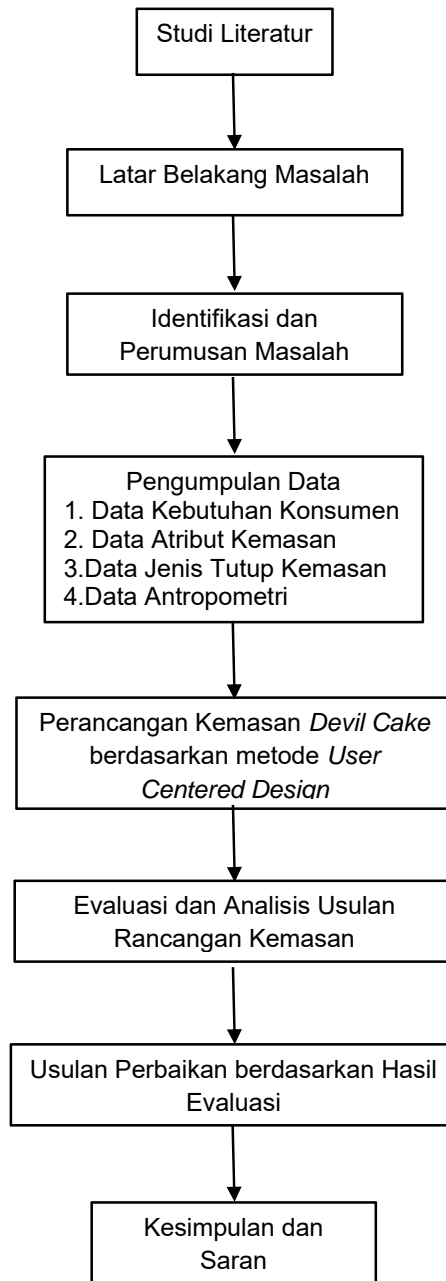 Studi Literatur
Latar Belakang Masalah
Identifikasi dan
Perumusan Masalah
Pengumpulan Data
1. Data Kebutuhan Konsumen
2. Data Atribut Kemasan
3.Data Jenis Tutup Kemasan
4.Data Antropometri
Perancangan Kemasan Devil Cake
berdasarkan metode User
Centered Design
Evaluasi dan Analisis Usulan
Rancangan Kemasan
Usulan Perbaikan berdasarkan Hasil
Evaluasi
Kesimpulan dan
Saran